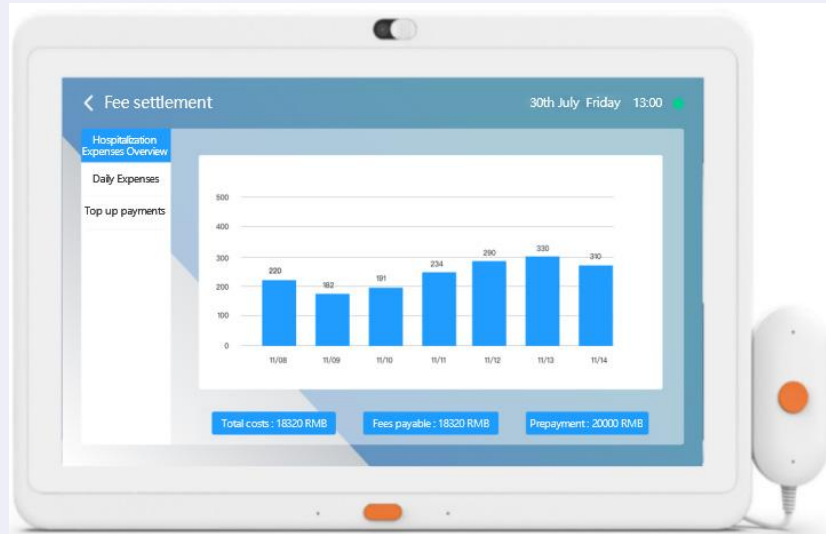 Fee settlement
30th July Friday 13:00
Hospitalization
Expenses Overview
Daily Expenses
Top up payments
500
400
300
200
100
0
220
182
191
234
290
330
310
11/08
11/09
11/10
11/11
11/12
11/13
11/14
Total costs : 18320 RMB
Fees payable : 18320 RMB
Prepayment : 20000 RMB